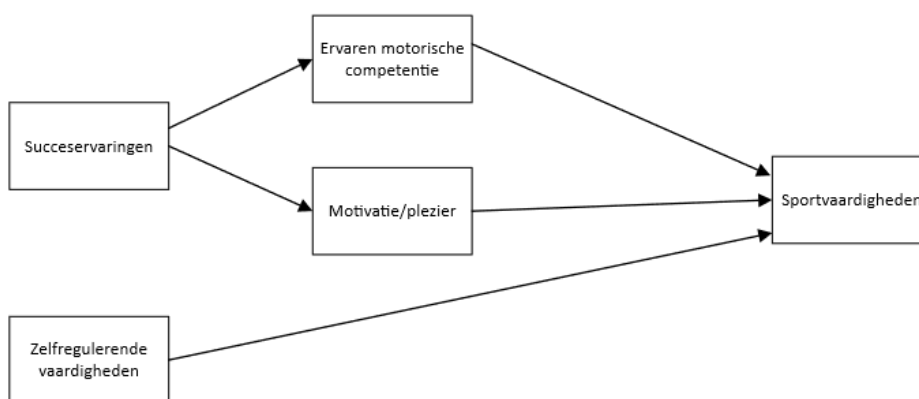 Ervaren motorische
competentie
Succeservaringen
Motivatie/plezier
Sportvaardigheden
Zelfregulerende
vaardigheden